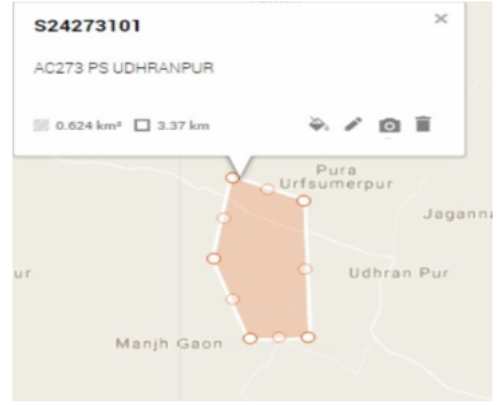 S24273101
AC273 PS UDHRANPUR
0.624 km² 3.37 km
Pura
Urfsumerpur
Jaganna
ur
Udhran Pur
Manjh Gaon